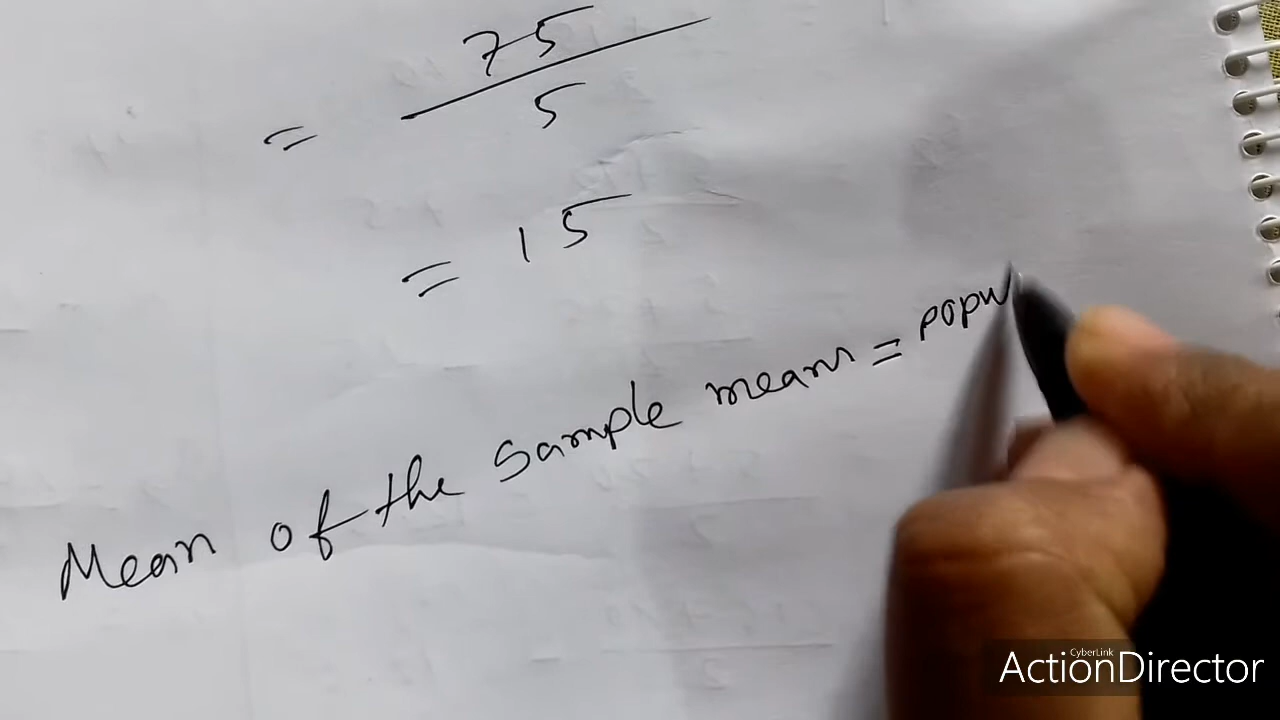 75
= ―
5
= 15
Mean of the sample mean = popu
CyberLink
ActionDirector